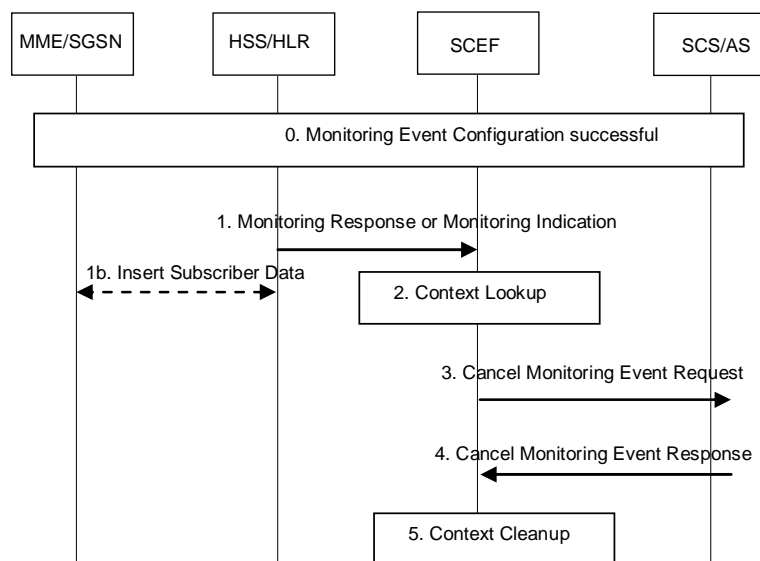 MME/SGSN
HSS/HLR
SCEF
SCS/AS
0. Monitoring Event Configuration successful
1. Monitoring Response or Monitoring Indication
1b. Insert Subscriber Data
2. Context Lookup
3. Cancel Monitoring Event Request
4. Cancel Monitoring Event Response
5. Context Cleanup